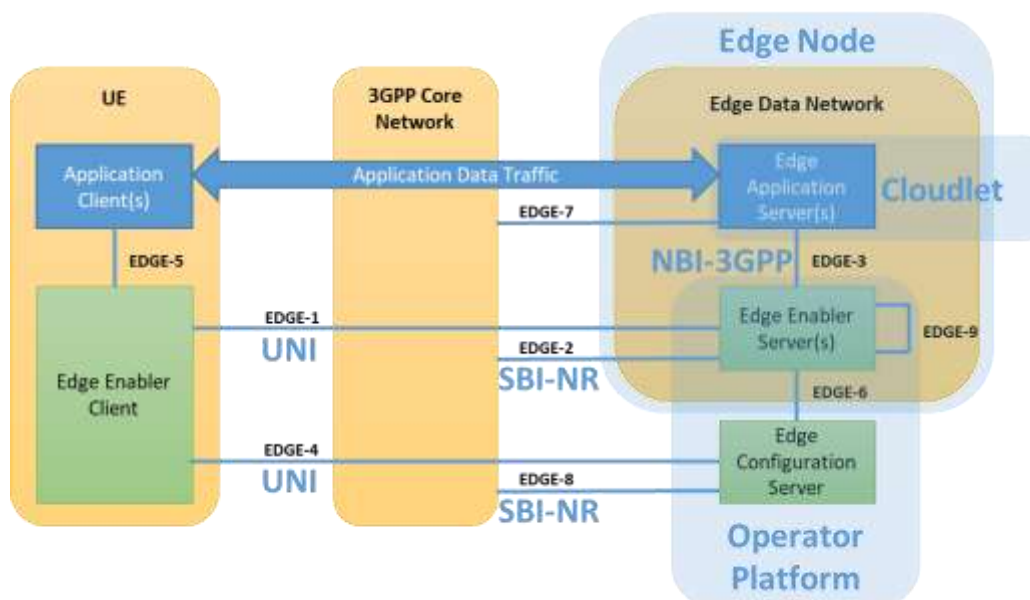 Edge Node
UE
3GPP Core
Network
Edge Data Network
Application
Client(s)
Application Data Traffic
Edge
Application
Server(s)
Cloudlet
EDGE-7
EDGE-5
NBI-3GPP
EDGE-3
EDGE-1
UNI
EDGE-2
SBI-NR
Edge Enabler
Server(s)
EDGE-9
Edge Enabler
Client
EDGE-6
EDGE-4
UNI
EDGE-8
SBI-NR
Edge
Configuration
Server
Operator
Platform